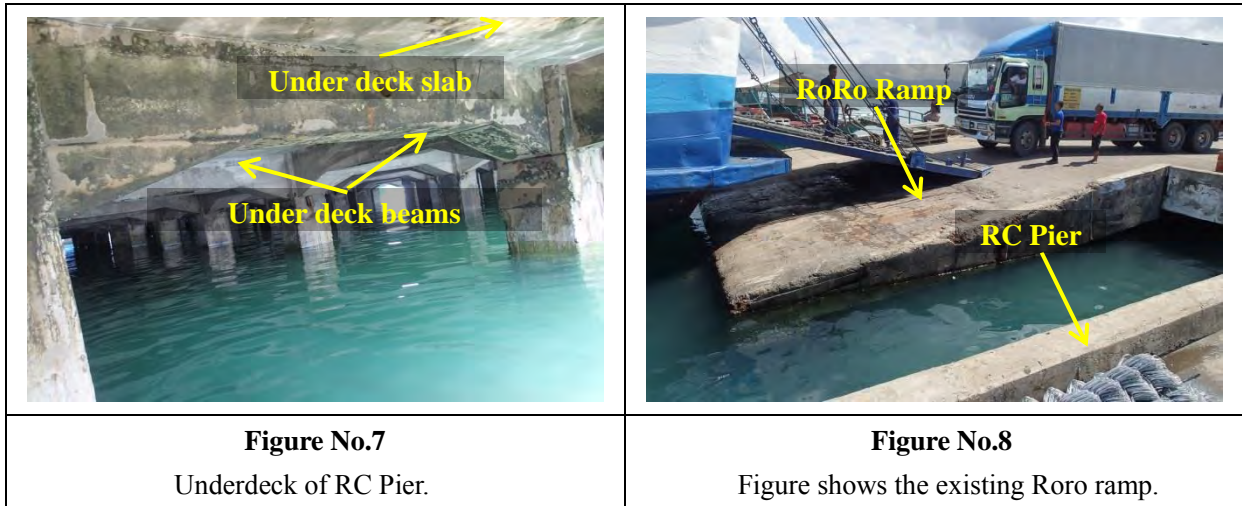 Under deck slab
Under deck beams
RoRo Ramp
RC Pier
Figure No.7
Underdeck of RC Pier.
Figure No.8
Figure shows the existing Roro ramp.